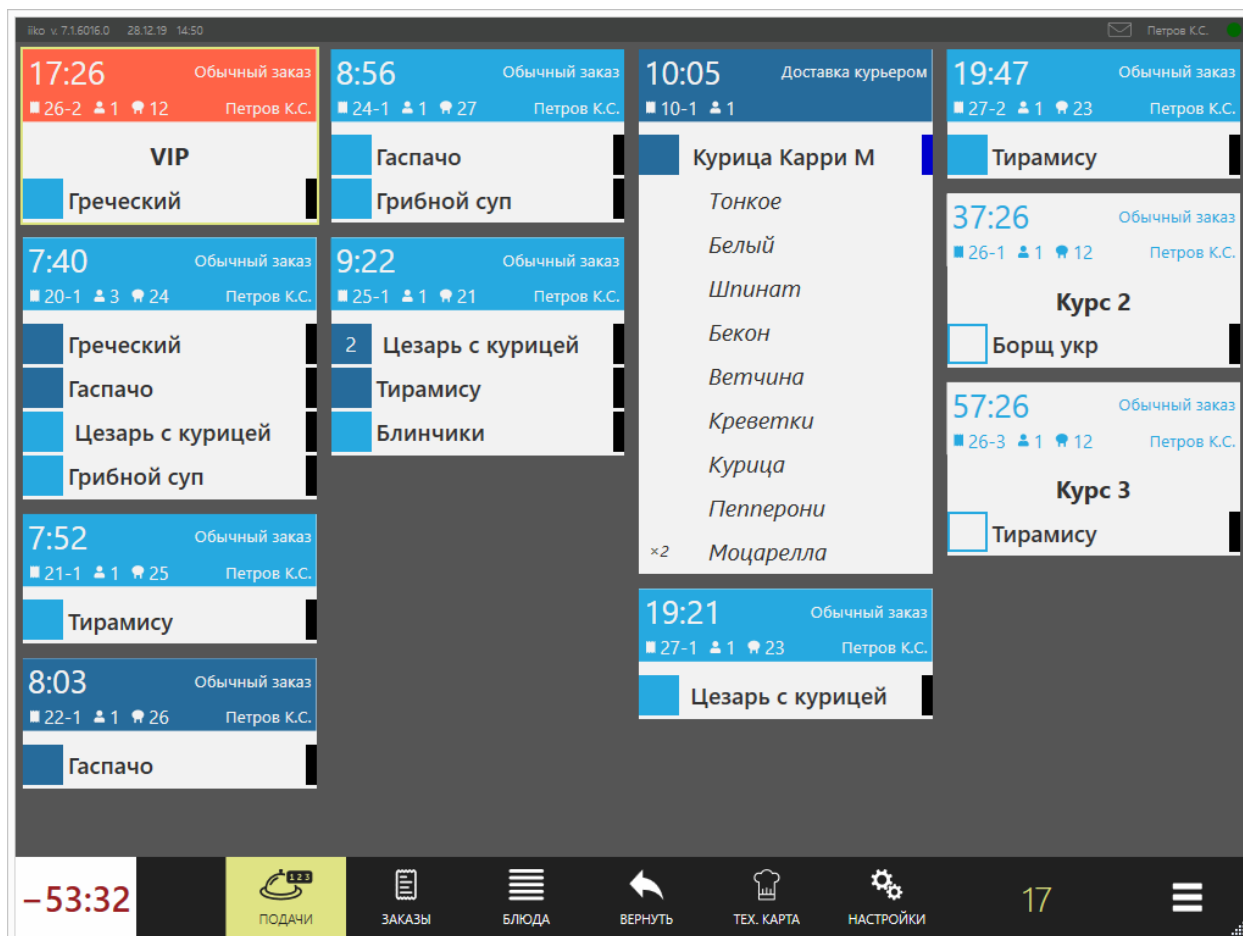 iiko v. 7.1.6016.0 28.12.19 14:50 Петров К.С.
17:26 Обычный заказ
26-2 1 12 Петров К.С.
VIP
Греческий
7:40 Обычный заказ
20-1 3 24 Петров К.С.
Греческий
Гаспачо
Цезарь с курицей
Грибной суп
7:52 Обычный заказ
21-1 1 25 Петров К.С.
Тирамису
8:03 Обычный заказ
22-1 1 26 Петров К.С.
Гаспачо
8:56 Обычный заказ
24-1 1 27 Петров К.С.
Гаспачо
Грибной суп
9:22 Обычный заказ
25-1 1 21 Петров К.С.
2 Цезарь с курицей
Тирамису
Блинчики
10:05 Доставка курьером
10-1 1
Курица Карри М
Тонкое
Белый
Шпинат
Бекон
Ветчина
Креветки
Курица
Пепперони
×2 Моцарелла
19:21 Обычный заказ
27-1 1 23 Петров К.С.
Цезарь с курицей
19:47 Обычный заказ
27-2 1 23 Петров К.С.
Тирамису
37:26 Обычный заказ
26-1 1 12 Петров К.С.
Курс 2
Борщ укр
57:26 Обычный заказ
26-3 1 12 Петров К.С.
Курс 3
Тирамису
−53:32
123
ПОДАЧИ ЗАКАЗЫ БЛЮДА ВЕРНУТЬ ТЕХ. КАРТА НАСТРОЙКИ 17